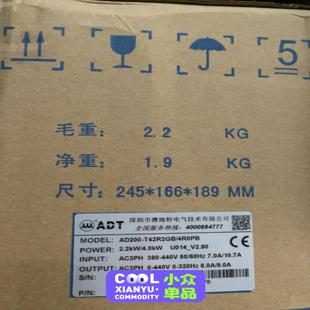 5
毛重: 2.2 KG
净重: 1.9 KG
尺寸: 245*166*189 MM
ADT
深圳市澳地特电气技术有限公司
全国服务热线: 4000884777
MODEL: AD200-T42R2GB/4R0PB
POWER: 2.2kW/4.0kW U014_V2.80
INPUT: AC3PH 380-440V 50/60Hz 7.0A/10.7A
OUTPUT: AC3PH 0-440V 0-320Hz 6.0A/9.0A
S/N:
P/N:
COOL 小众
XIANYU- 单品